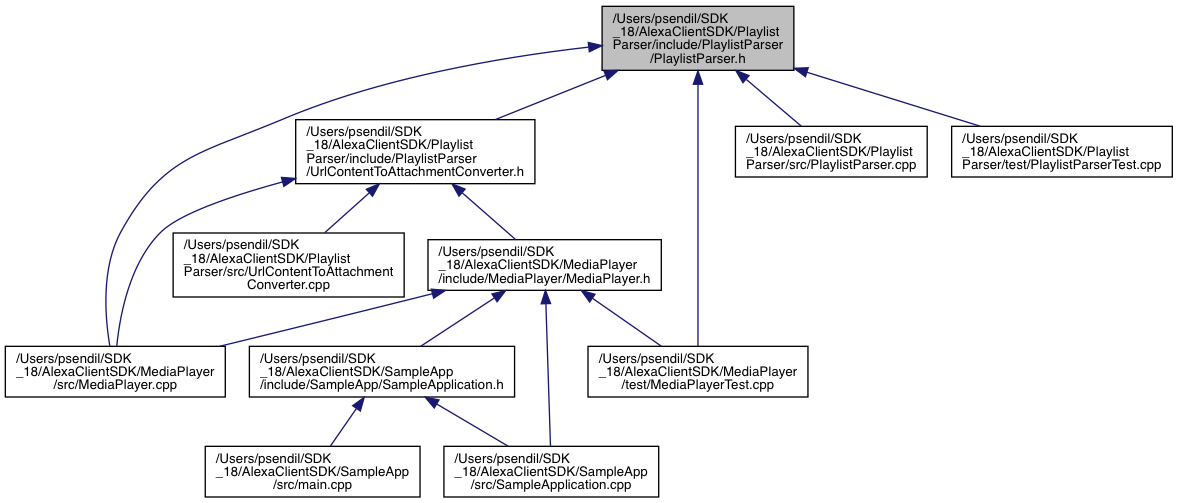 /Users/psendil/SDK
_18/AlexaClientSDK/Playlist
Parser/include/PlaylistParser
/PlaylistParser.h
/Users/psendil/SDK
_18/AlexaClientSDK/Playlist
Parser/include/PlaylistParser
/UrlContentToAttachmentConverter.h
/Users/psendil/SDK
_18/AlexaClientSDK/Playlist
Parser/src/PlaylistParser.cpp
/Users/psendil/SDK
_18/AlexaClientSDK/Playlist
Parser/test/PlaylistParserTest.cpp
/Users/psendil/SDK
_18/AlexaClientSDK/Playlist
Parser/src/UrlContentToAttachment
Converter.cpp
/Users/psendil/SDK
_18/AlexaClientSDK/MediaPlayer
/include/MediaPlayer/MediaPlayer.h
/Users/psendil/SDK
_18/AlexaClientSDK/MediaPlayer
/src/MediaPlayer.cpp
/Users/psendil/SDK
_18/AlexaClientSDK/SampleApp
/include/SampleApp/SampleApplication.h
/Users/psendil/SDK
_18/AlexaClientSDK/MediaPlayer
/test/MediaPlayerTest.cpp
/Users/psendil/SDK
_18/AlexaClientSDK/SampleApp
/src/main.cpp
/Users/psendil/SDK
_18/AlexaClientSDK/SampleApp
/src/SampleApplication.cpp